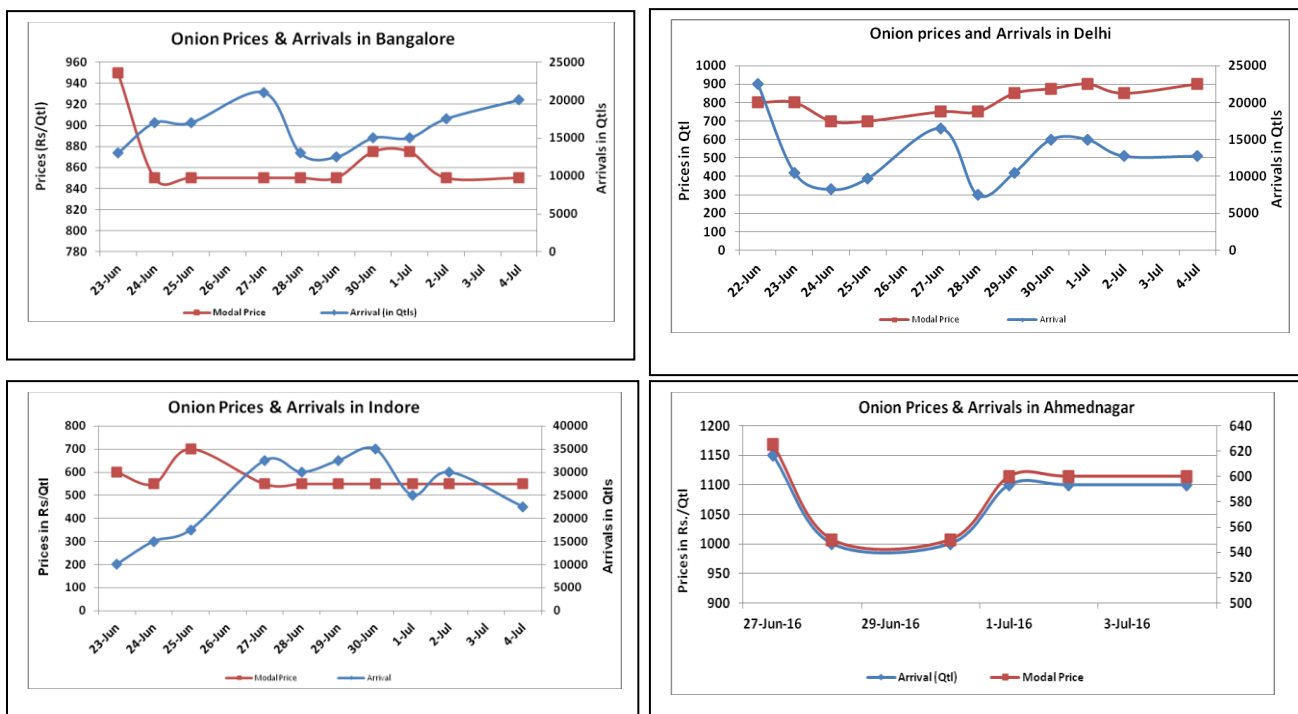 Onion Prices & Arrivals in Bangalore
Prices (Rs/Qtl)
960
940
920
900
880
860
840
820
800
780
25000
20000
15000
10000
5000
0
Arrivals in Qtls
23-Jun
24-Jun
25-Jun
26-Jun
27-Jun
28-Jun
29-Jun
30-Jun
1-Jul
2-Jul
3-Jul
4-Jul
Modal Price Arrival (in Qtls)
Onion prices and Arrivals in Delhi
Prices in Qtl
1000
900
800
700
600
500
400
300
200
100
0
25000
20000
15000
10000
5000
0
Arrivals in Qtls
22-Jun
23-Jun
24-Jun
25-Jun
26-Jun
27-Jun
28-Jun
29-Jun
30-Jun
1-Jul
2-Jul
3-Jul
4-Jul
Modal Price Arrival
Onion Prices & Arrivals in Indore
Prices in Rs/Qtl
800
700
600
500
400
300
200
100
0
40000
35000
30000
25000
20000
15000
10000
5000
0
Arrivals in Qtls
23-Jun
24-Jun
25-Jun
26-Jun
27-Jun
28-Jun
29-Jun
30-Jun
1-Jul
2-Jul
3-Jul
4-Jul
Modal Price Arrival
Onion Prices & Arrivals in Ahmednagar
Prices in Rs./Qtl
1200
1150
1100
1050
1000
950
900
640
620
600
580
560
540
520
500
27-Jun-16 29-Jun-16 1-Jul-16 3-Jul-16
Arrival (Qtl) Modal Price